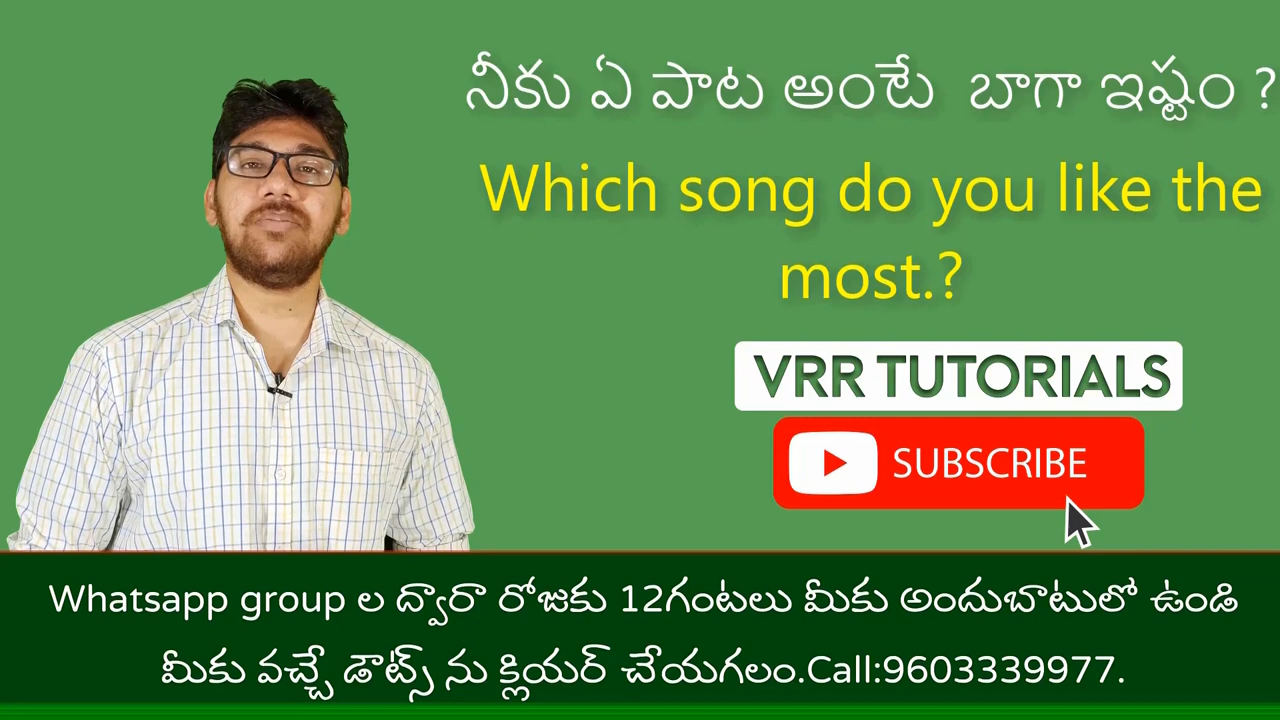 నీకు ఏ పాట అంటే బాగా ఇష్టం ?
Which song do you like the
most.?
VRR TUTORIALS
SUBSCRIBE
Whatsapp group ల ద్వారా రోజుకు 12గంటలు మీకు అందుబాటులో ఉండి
మీకు వచ్చే డౌట్స్ ను క్లియర్ చేయగలం.Call:9603339977.